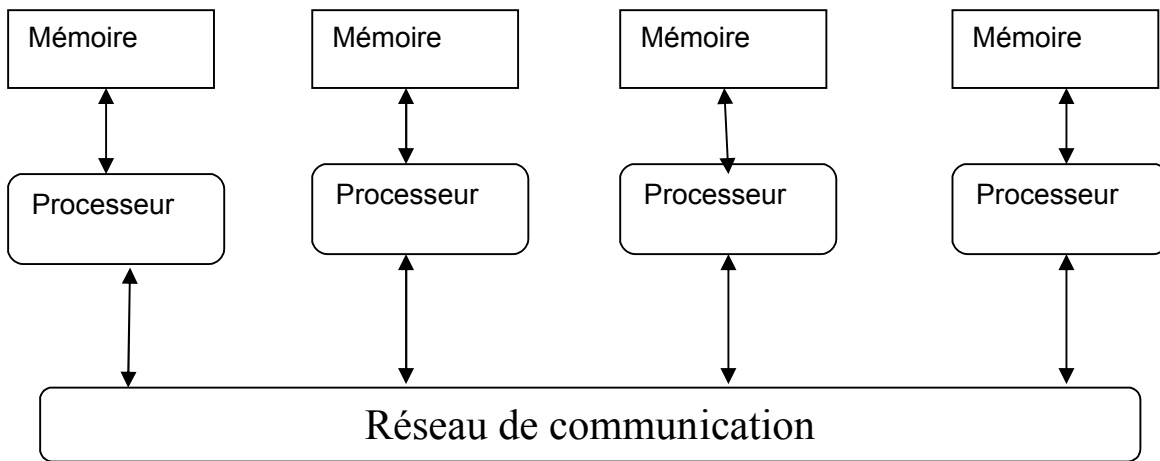 Mémoire
Mémoire
Mémoire
Mémoire
Processeur
Processeur
Processeur
Processeur
Réseau de communication